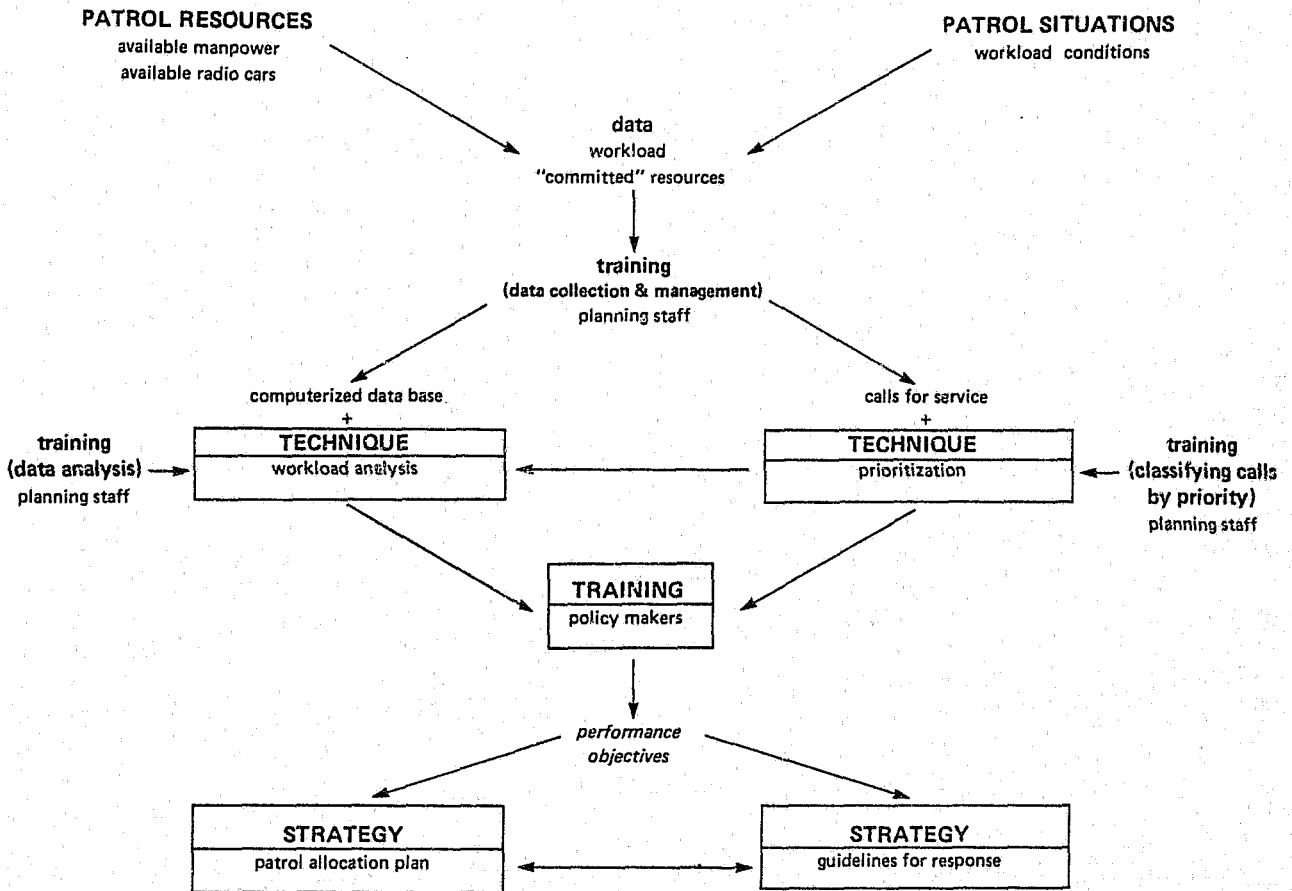 PATROL RESOURCES
available manpower
available radio cars
PATROL SITUATIONS
workload conditions
data
workload
"committed" resources
training
(data collection & management)
planning staff
computerized data base
+
TECHNIQUE
workload analysis
training
(data analysis)
planning staff
calls for service
+
TECHNIQUE
prioritization
training
(classifying calls
by priority)
planning staff
TRAINING
policy makers
performance
objectives
STRATEGY
patrol allocation plan
STRATEGY
guidelines for response